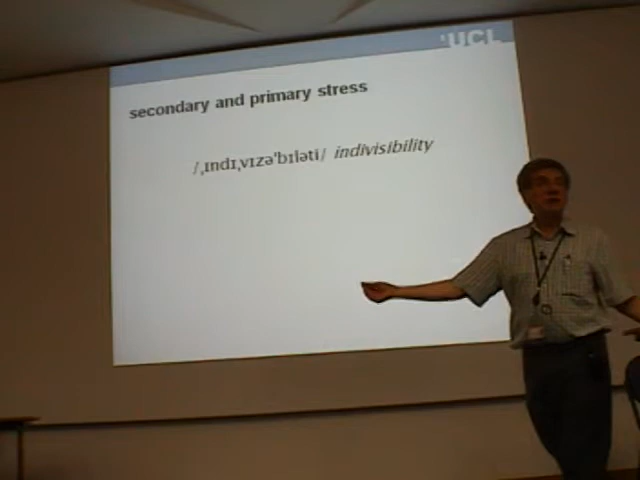 UCL
secondary and primary stress
/ˌɪndɪˌvɪzəˈbɪləti/ indivisibility